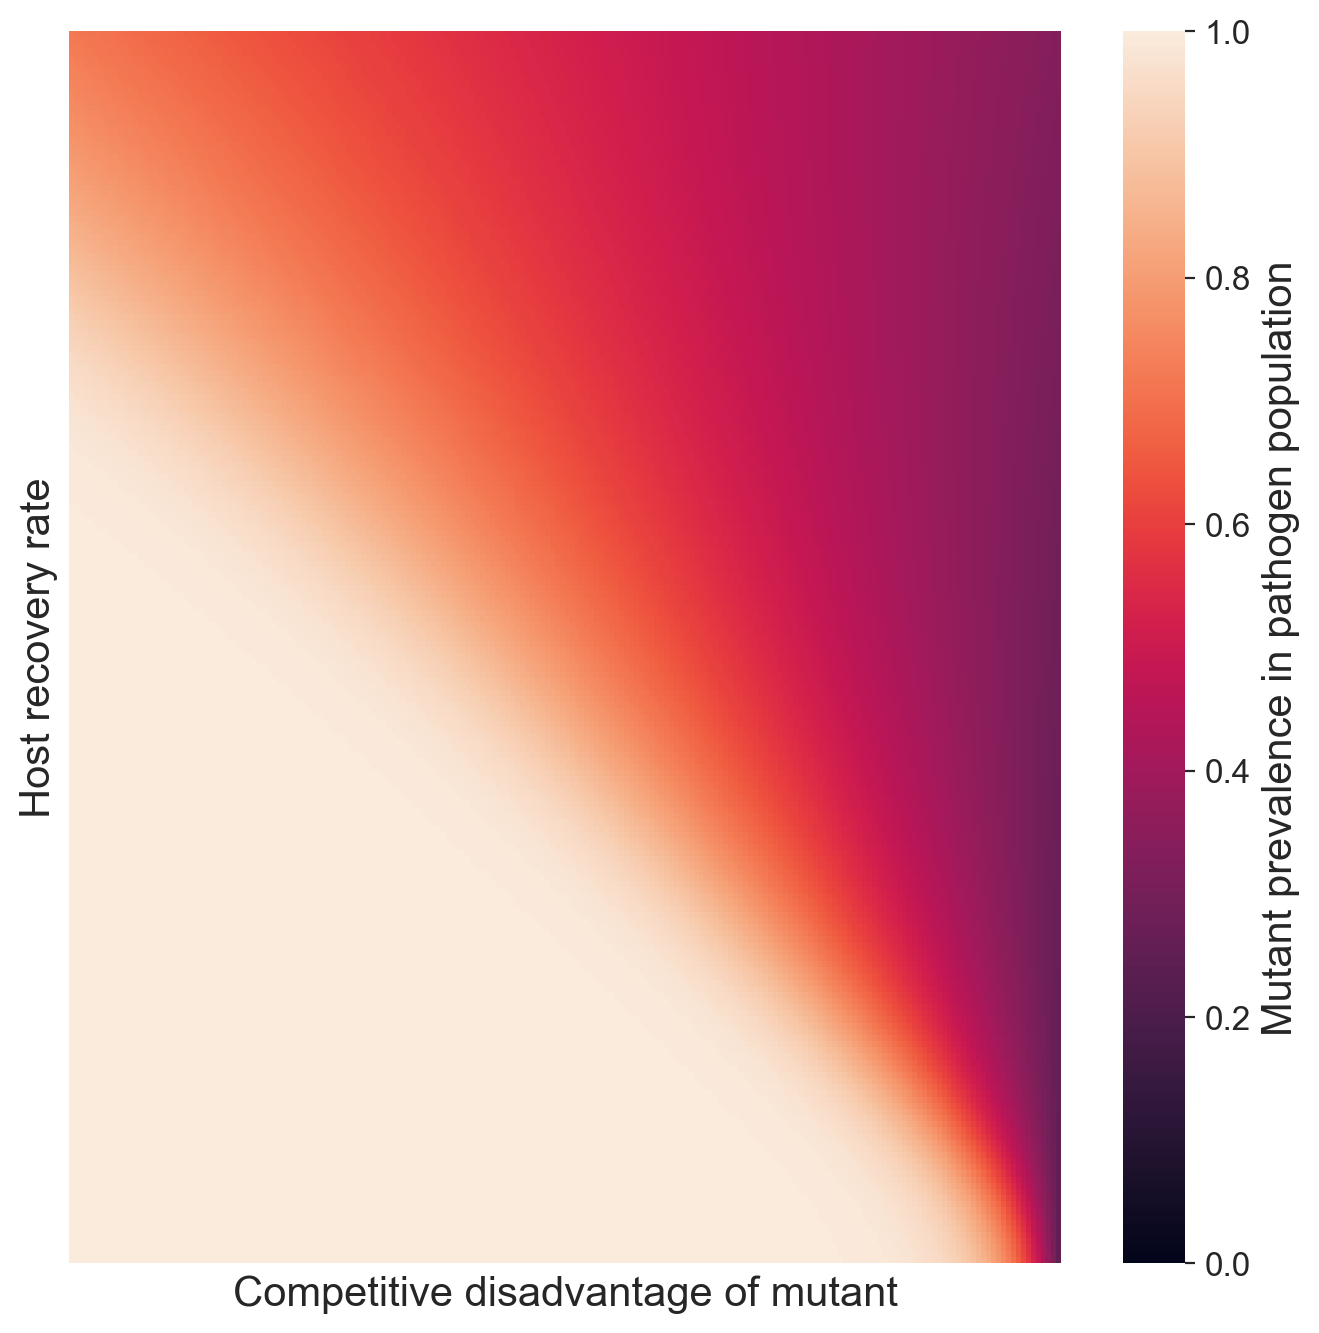 Host recovery rate
Competitive disadvantage of mutant
1.0
0.8
0.6
0.4
0.2
0.0
Mutant prevalence in pathogen population